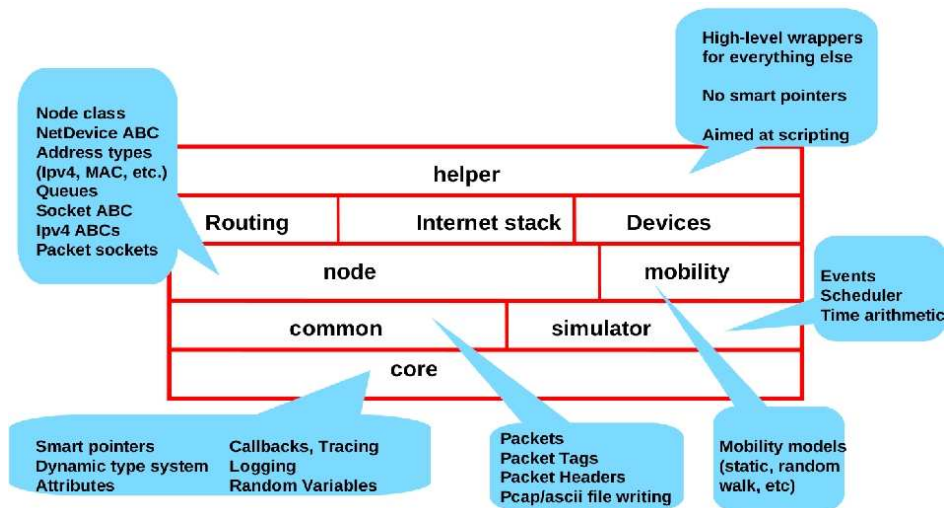 High-level wrappers
for everything else
No smart pointers
Aimed at scripting
Node class
NetDevice ABC
Address types
(Ipv4, MAC, etc.)
Queues
Socket ABC
Ipv4 ABCs
Packet sockets
helper
Routing
Internet stack
Devices
node
mobility
Events
Scheduler
Time arithmetic
common
simulator
core
Smart pointers
Dynamic type system
Attributes
Callbacks, Tracing
Logging
Random Variables
Packets
Packet Tags
Packet Headers
Pcap/ascii file writing
Mobility models
(static, random
walk, etc)